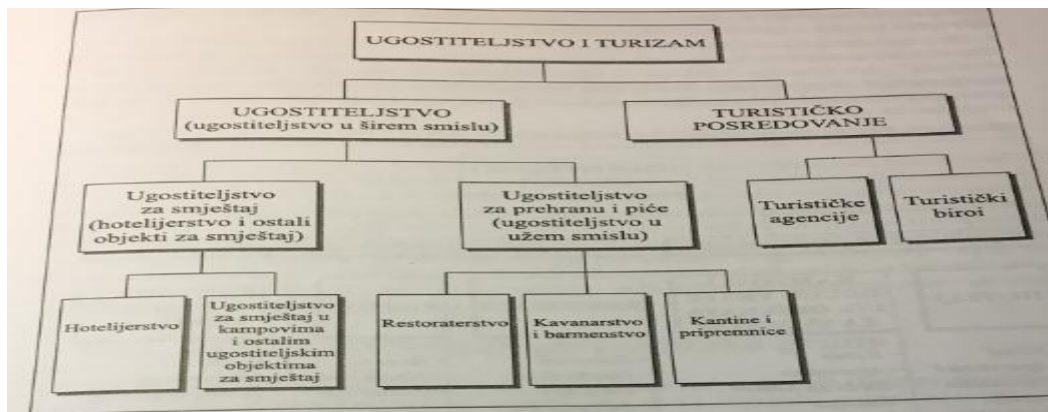 UGOSTITELJSTVO I TURIZAM
UGOSTITELJSTVO
(ugostiteljstvo u širem smislu)
TURISTIČKO
POSREDOVANJE
Ugostiteljstvo
za smještaj
(hotelijerstvo i ostali
objekti za smještaj)
Ugostiteljstvo
za prehranu i piće
(ugostiteljstvo u
užem smislu)
Turističke
agencije
Turistički
biroi
Hotelijerstvo
Ugostiteljstvo
za smještaj u
kampovima
i ostalim
ugostiteljskim
objektima
za smještaj
Restoraterstvo
Kavanarstvo
i barmenstvo
Kantine i
pripremnice